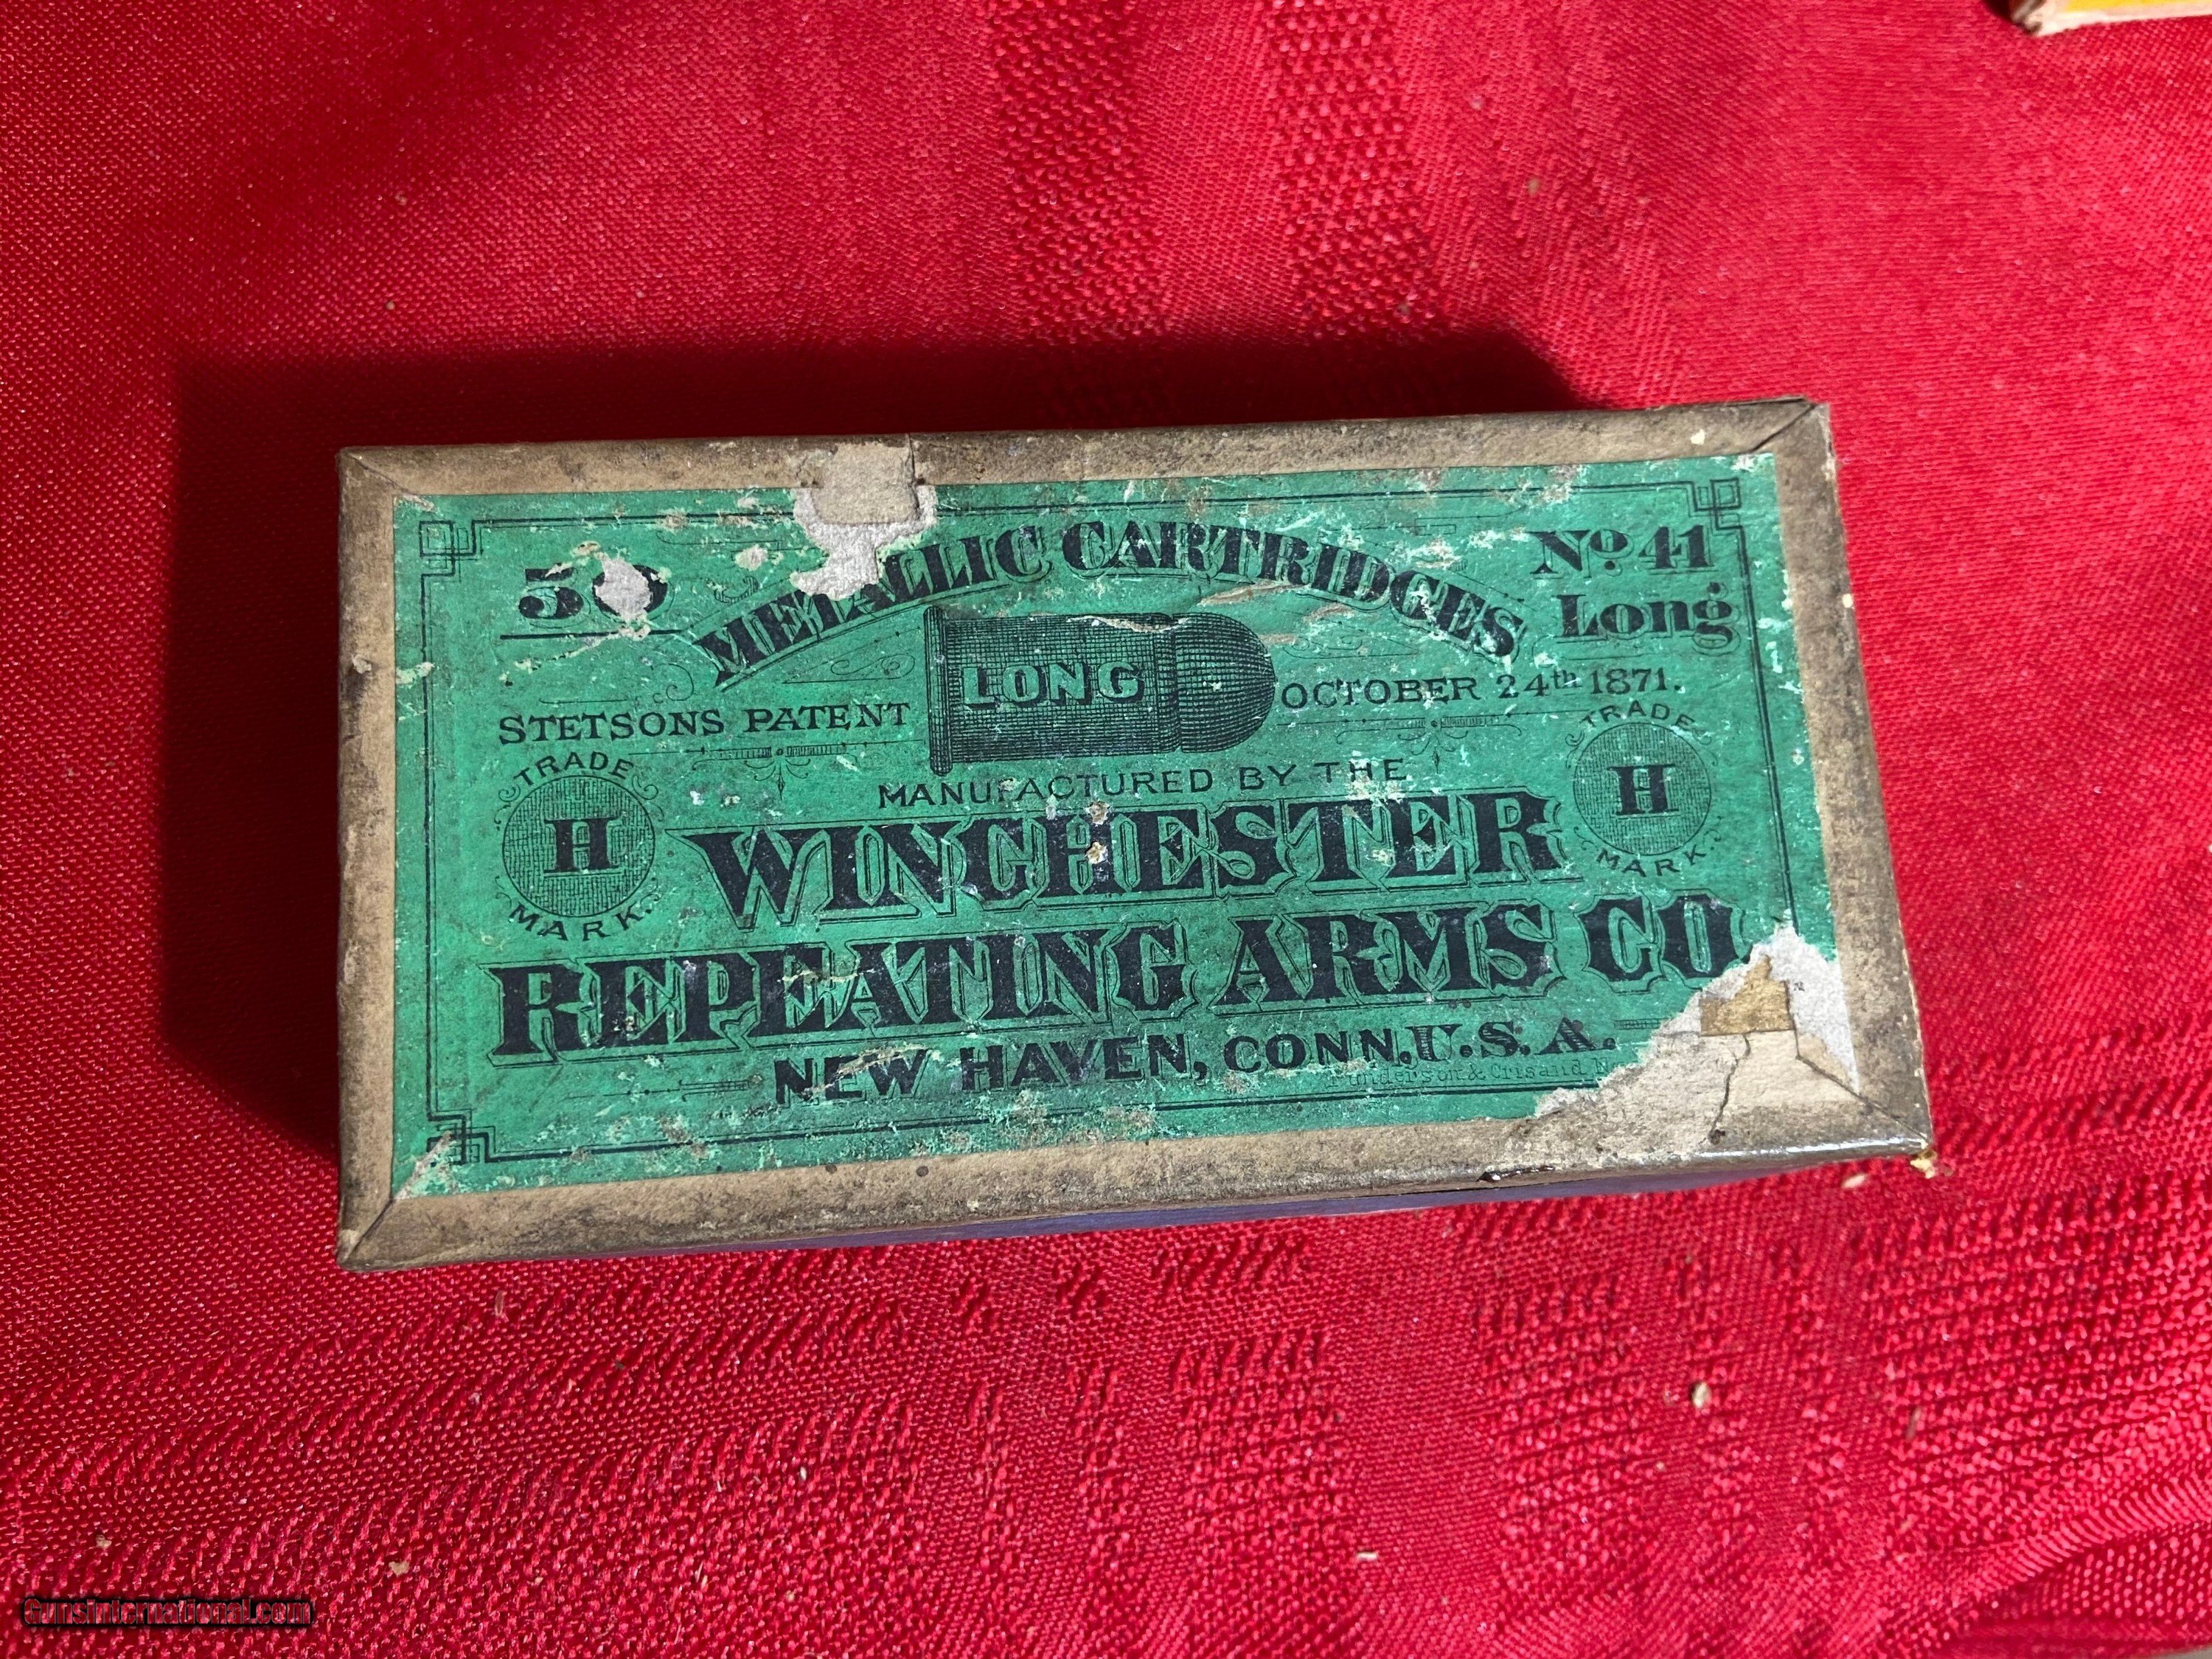 50
METALLIC CARTRIDGES
No. 41
Long
STETSONS PATENT LONG OCTOBER 24th 1871.
TRADE H MARK.
MANUFACTURED BY THE
TRADE H MARK.
WINCHESTER
REPEATING ARMS CO
NEW HAVEN, CONN. U.S.A.
& Crisand
GunsInternational.com